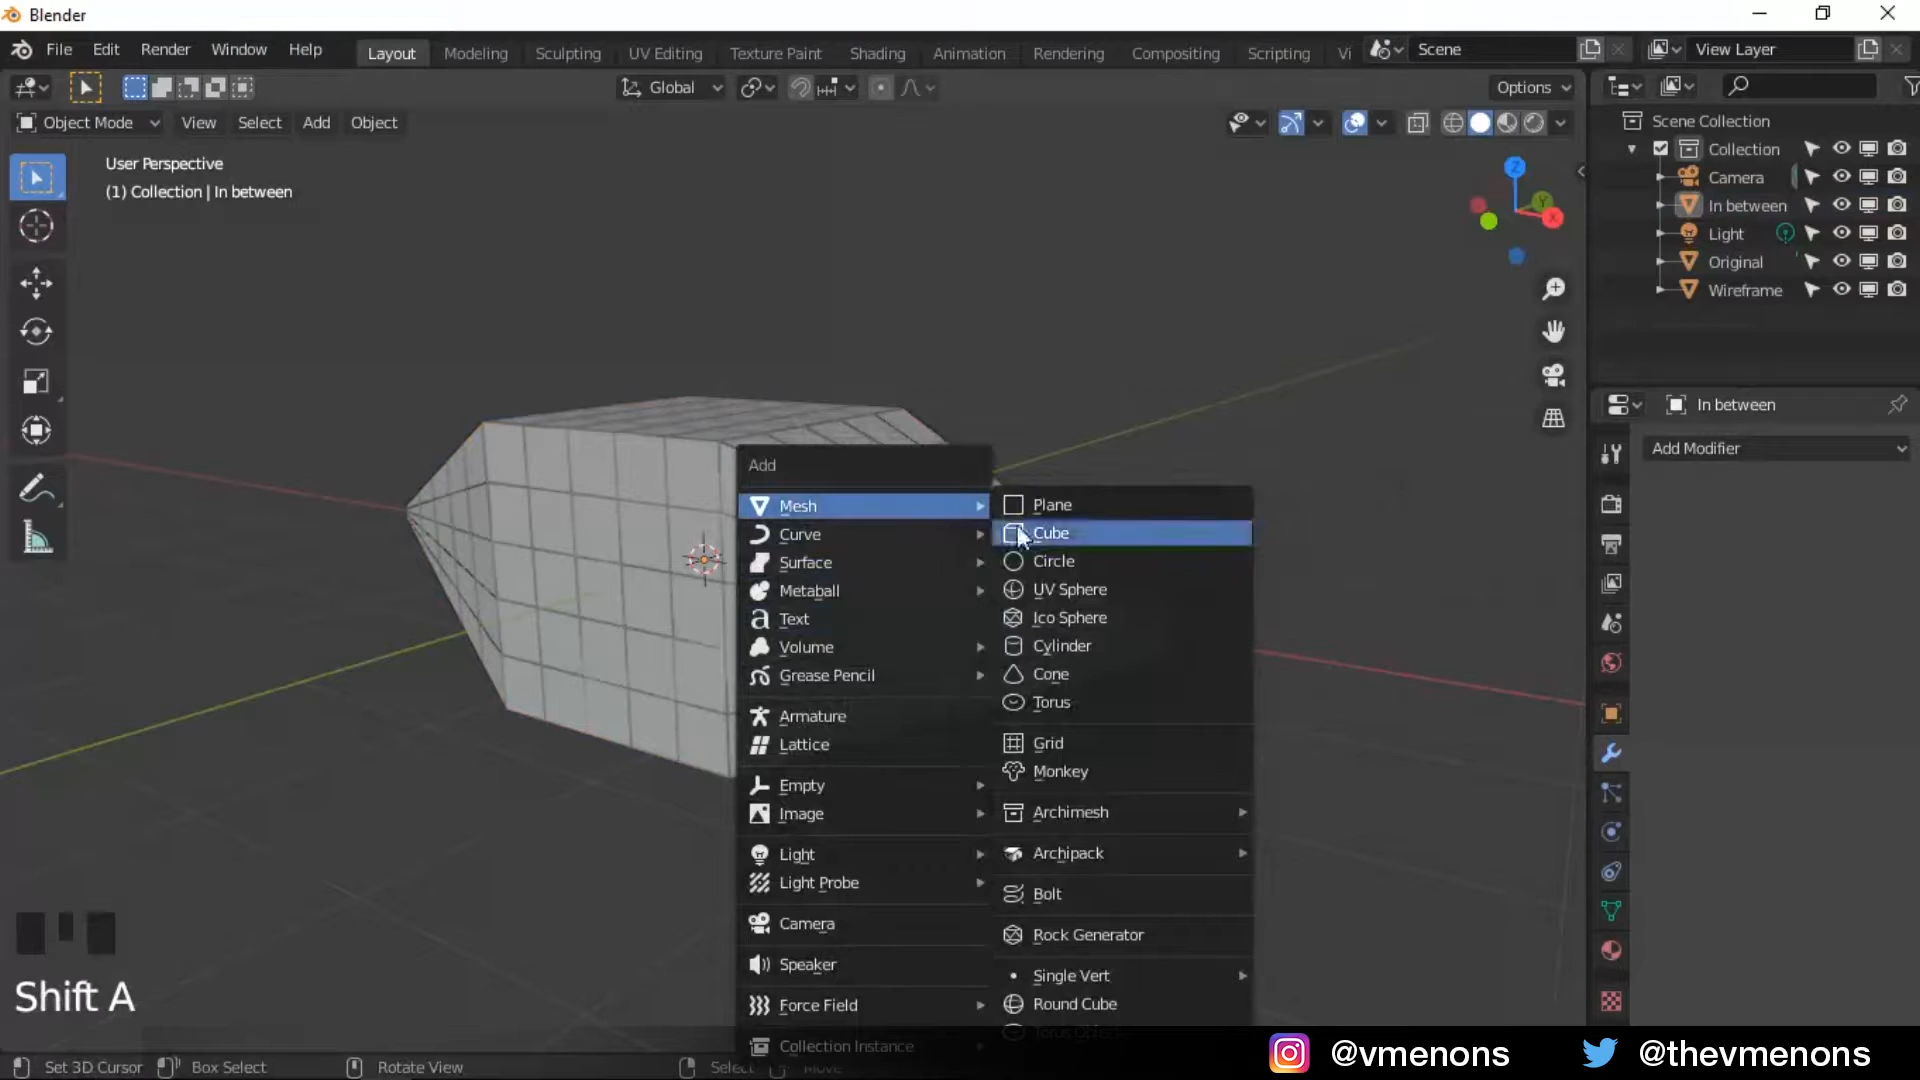 Blender
File Edit Render Window Help Layout Modeling Sculpting UV Editing Texture Paint Shading Animation Rendering Compositing Scripting Vi Scene View Layer
Global Options
Object Mode View Select Add Object
User Perspective
(1) Collection | In between
Scene Collection
Collection
Camera
In between
Light
Original
Wireframe
In between
Add Modifier
Z
Y
X
Add
Mesh
Curve
Surface
Metaball
Text
Volume
Grease Pencil
Armature
Lattice
Empty
Image
Light
Light Probe
Camera
Speaker
Force Field
Collection Instance
Plane
Cube
Circle
UV Sphere
Ico Sphere
Cylinder
Cone
Torus
Grid
Monkey
Archimesh
Archipack
Bolt
Rock Generator
Single Vert
Round Cube
Shift A
Set 3D Cursor Box Select Rotate View Select Move
@vmenons @thevmenons